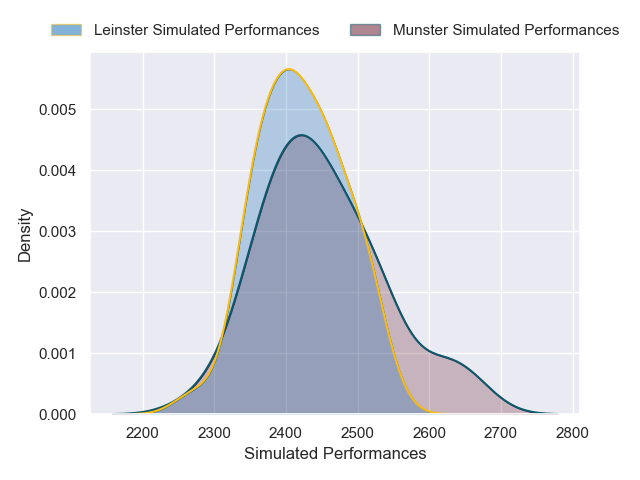 Leinster Simulated Performances Munster Simulated Performances
0.005
0.004
0.003
0.002
0.001
0.000
Density
2200 2300 2400 2500 2600 2700 2800
Simulated Performances